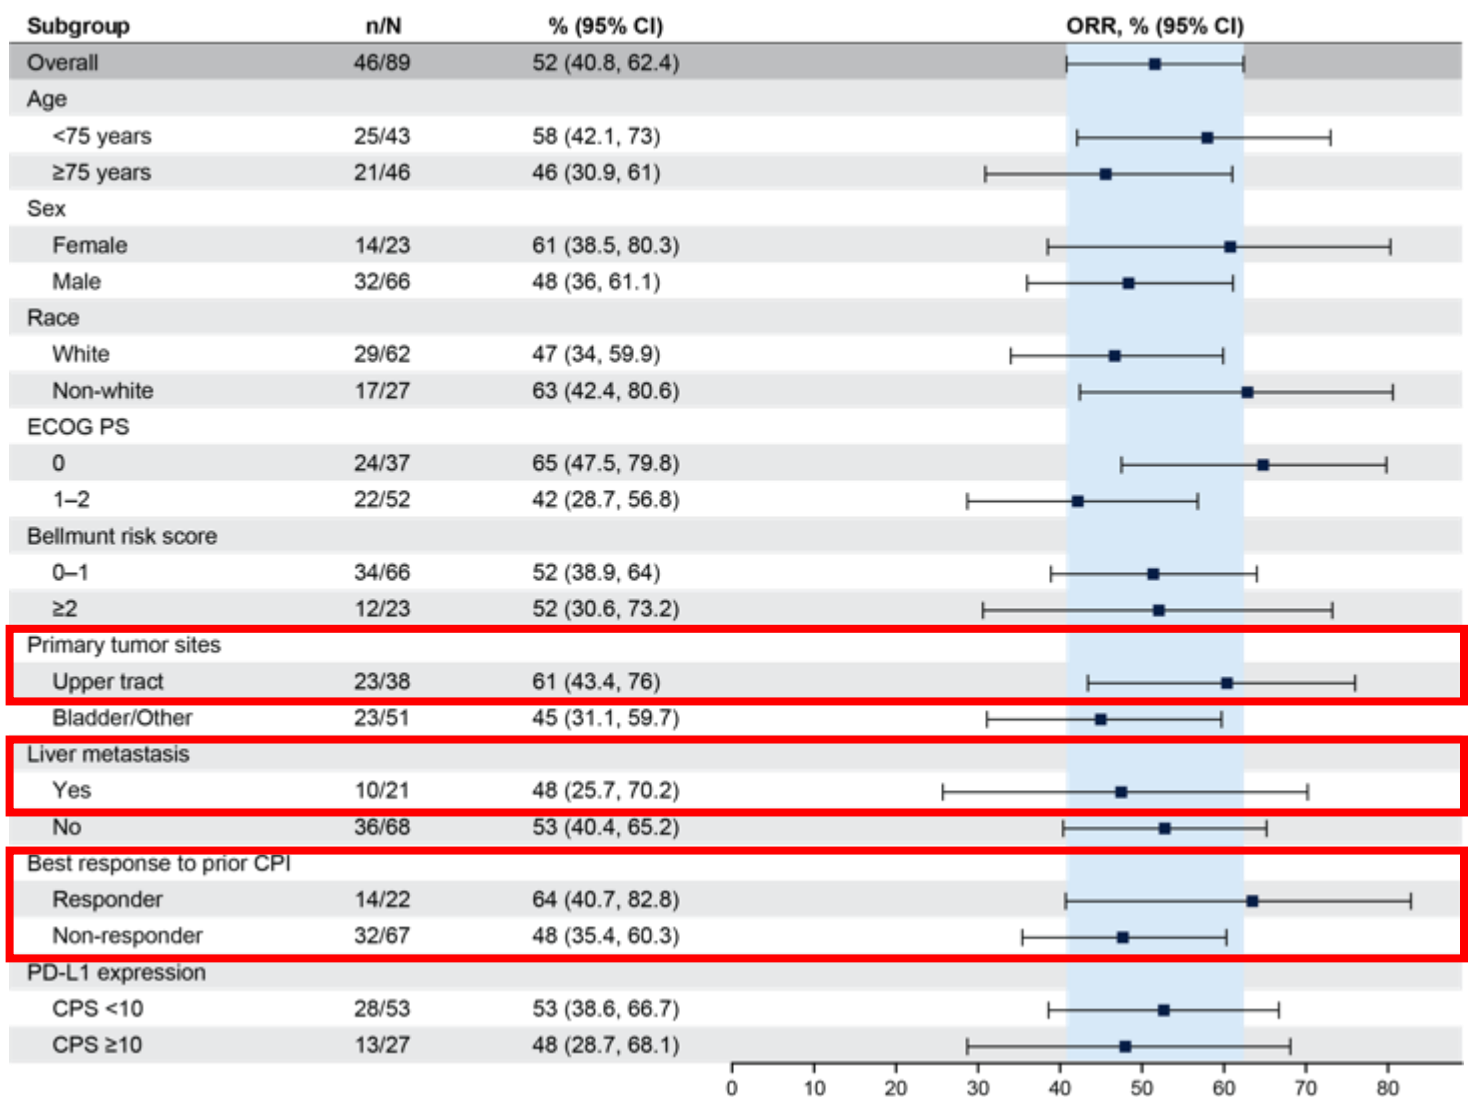 Subgroup n/N % (95% CI) ORR, % (95% CI)
Overall 46/89 52 (40.8, 62.4)
Age
<75 years 25/43 58 (42.1, 73)
≥75 years 21/46 46 (30.9, 61)
Sex
Female 14/23 61 (38.5, 80.3)
Male 32/66 48 (36, 61.1)
Race
White 29/62 47 (34, 59.9)
Non-white 17/27 63 (42.4, 80.6)
ECOG PS
0 24/37 65 (47.5, 79.8)
1–2 22/52 42 (28.7, 56.8)
Bellmunt risk score
0–1 34/66 52 (38.9, 64)
≥2 12/23 52 (30.6, 73.2)
Primary tumor sites
Upper tract 23/38 61 (43.4, 76)
Bladder/Other 23/51 45 (31.1, 59.7)
Liver metastasis
Yes 10/21 48 (25.7, 70.2)
No 36/68 53 (40.4, 65.2)
Best response to prior CPI
Responder 14/22 64 (40.7, 82.8)
Non-responder 32/67 48 (35.4, 60.3)
PD-L1 expression
CPS <10 28/53 53 (38.6, 66.7)
CPS ≥10 13/27 48 (28.7, 68.1)
0 10 20 30 40 50 60 70 80